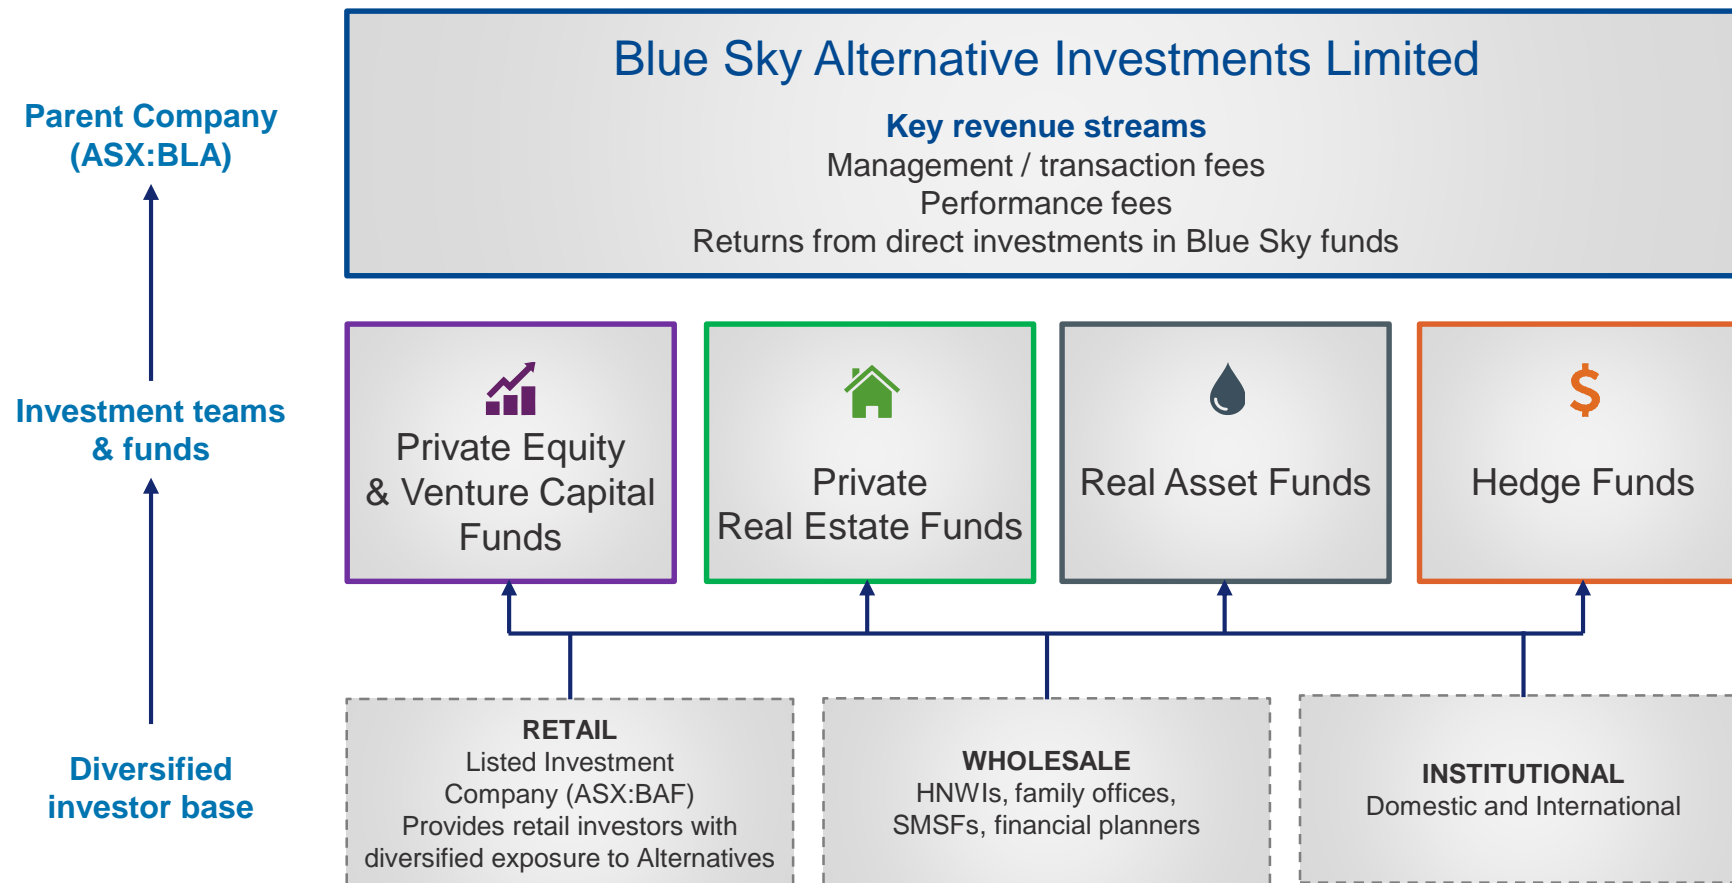 Blue Sky Alternative Investments Limited
Key revenue streams
Management / transaction fees
Performance fees
Returns from direct investments in Blue Sky funds
Parent Company
(ASX:BLA)
Investment teams
& funds
Private Equity
& Venture Capital
Funds
Private
Real Estate Funds
Real Asset Funds
$
Hedge Funds
Diversified
investor base
RETAIL
Listed Investment
Company (ASX:BAF)
Provides retail investors with
diversified exposure to Alternatives
WHOLESALE
HNWIs, family offices,
SMSFs, financial planners
INSTITUTIONAL
Domestic and International